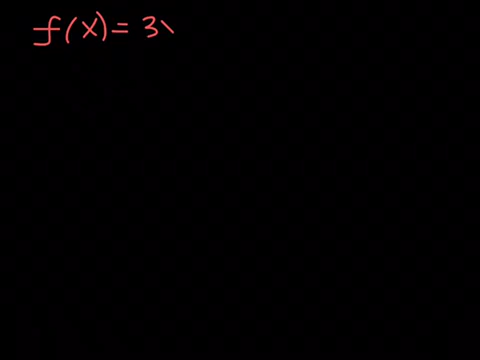 f(x) = 3